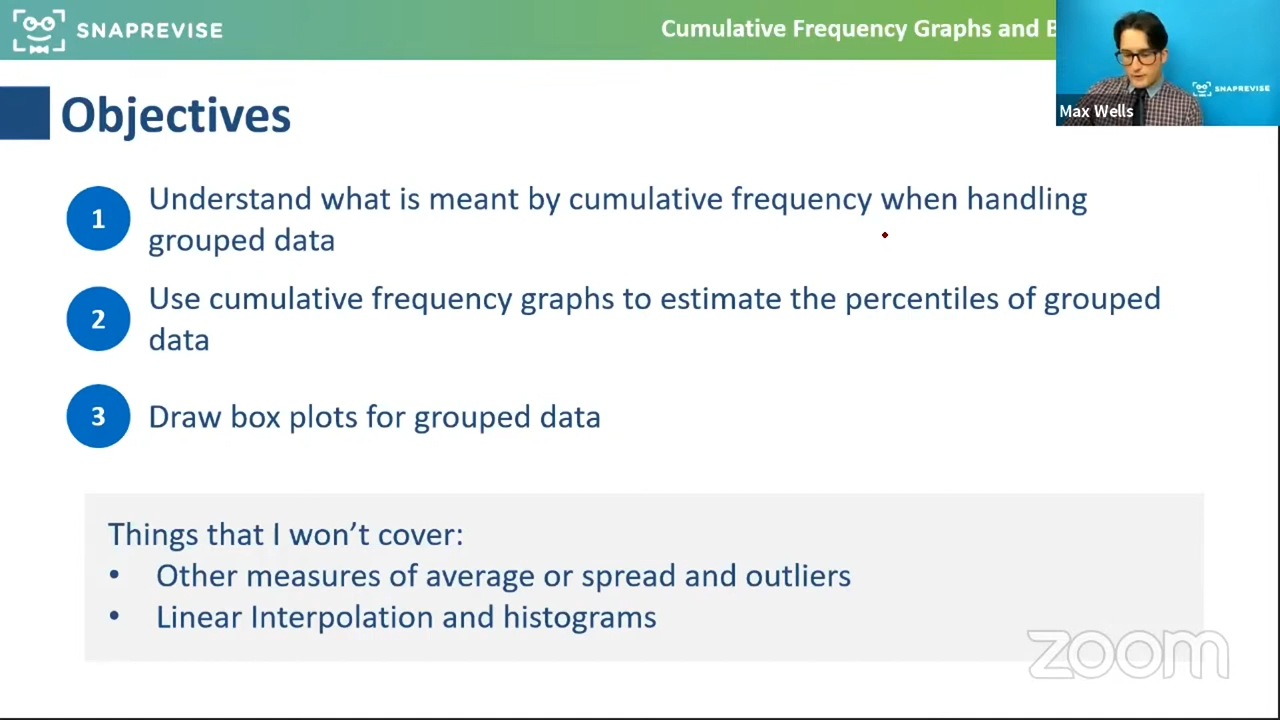 SNAPREVISE
Cumulative Frequency Graphs and B
SNAPREVISE
Max Wells
Objectives
1
Understand what is meant by cumulative frequency when handling
grouped data
2
Use cumulative frequency graphs to estimate the percentiles of grouped
data
3
Draw box plots for grouped data
Things that I won’t cover:
• Other measures of average or spread and outliers
• Linear Interpolation and histograms
zoom